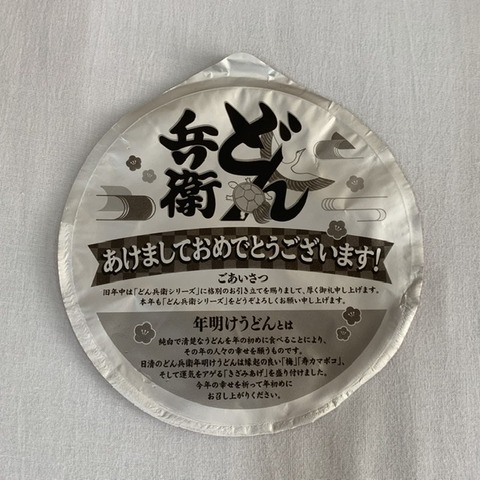 どん
兵衛
あけましておめでとうございます!
ごあいさつ
旧年中は「どん兵衛シリーズ」に格別のお引き立てを賜りまして、厚く御礼申し上げます。
本年も「どん兵衛シリーズ」をどうぞよろしくお願い申し上げます。
年明けうどんとは
純白で清楚なうどんを年の初めに食べることにより、
その年の人々の幸せを願うものです。
日清のどん兵衛年明けうどんは縁起の良い「梅」「寿カマボコ」、
そして運気をアゲる「きざみあげ」を盛り付けました。
今年の幸せを祈って年初めに
お召し上がりください。